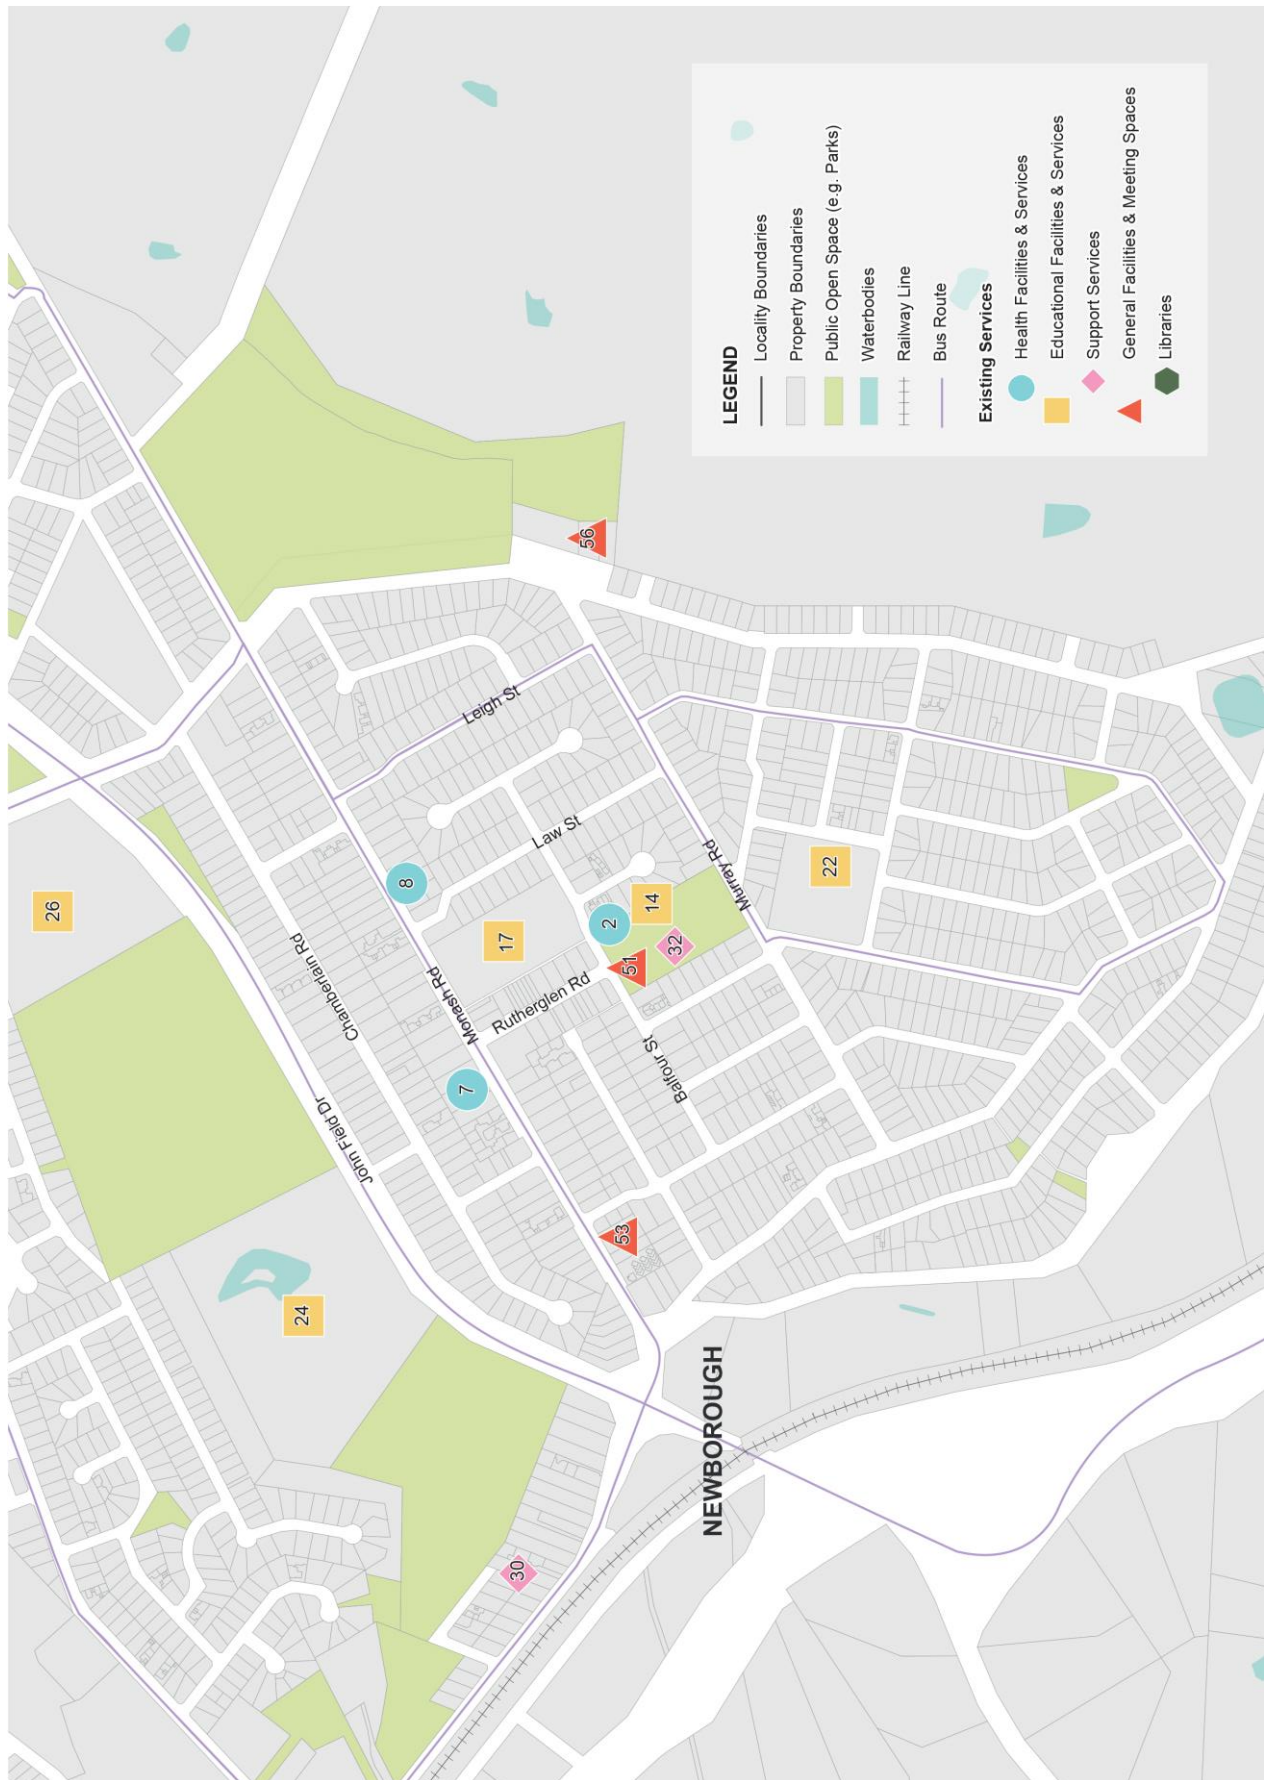 26
24
30
John Field Dr
Chamberlain Rd
Monash Rd
8
7
17
Rutherglen Rd
Leigh St
Law St
2
14
51
32
53
Balfour St
Murray Rd
56
22
NEWBOROUGH
LEGEND
Locality Boundaries
Property Boundaries
Public Open Space (e.g. Parks)
Waterbodies
Railway Line
Bus Route
Existing Services
Health Facilities & Services
Educational Facilities & Services
Support Services
General Facilities & Meeting Spaces
Libraries